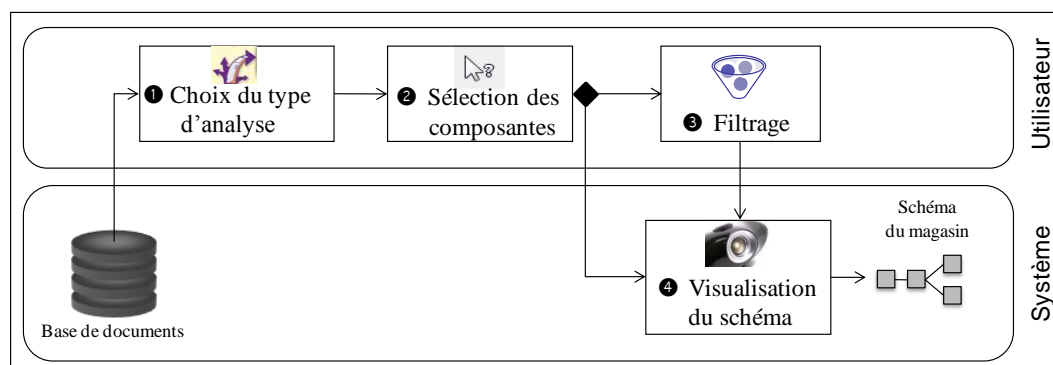 ❶ Choix du type
d’analyse
❷ Sélection des
composantes
?
❸ Filtrage
Utilisateur
Base de documents
❹ Visualisation
du schéma
Schéma
du magasin
Système